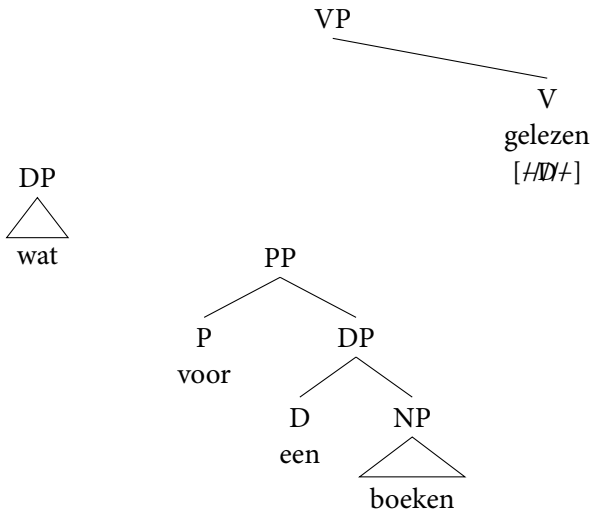 VP
V
gelezen
[+D+]
DP
wat
PP
P
DP
voor
D
NP
een
boeken